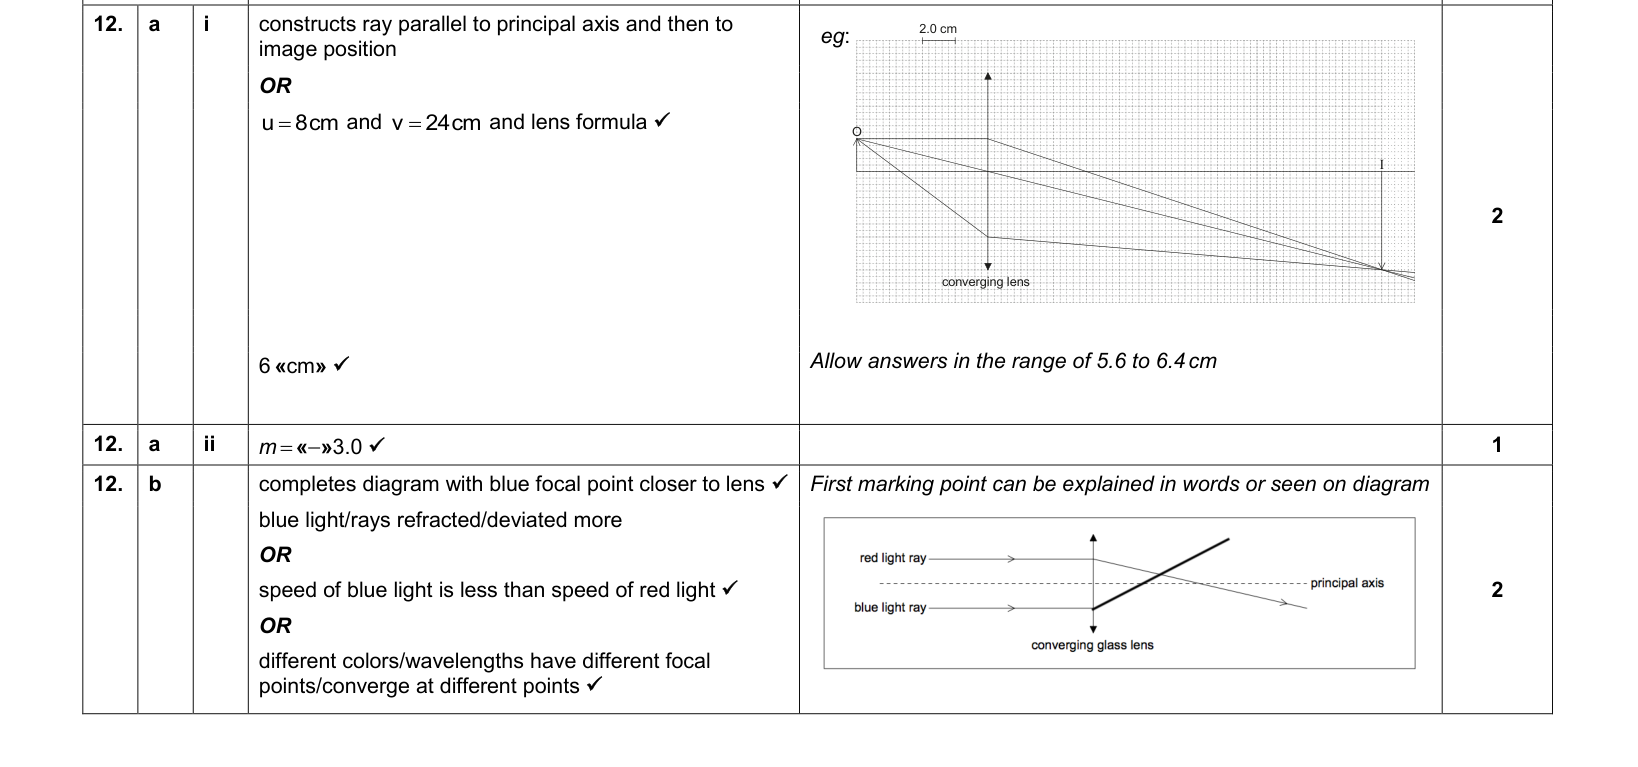 12. a i constructs ray parallel to principal axis and then to
image position
OR
u = 8 cm and v = 24 cm and lens formula ✓
6 «cm» ✓
eg:
2.0 cm
O
I
converging lens
Allow answers in the range of 5.6 to 6.4 cm
2
12. a ii m = «–»3.0 ✓ 1
12. b completes diagram with blue focal point closer to lens ✓
blue light/rays refracted/deviated more
OR
speed of blue light is less than speed of red light ✓
OR
different colors/wavelengths have different focal
points/converge at different points ✓
First marking point can be explained in words or seen on diagram
red light ray
principal axis
blue light ray
converging glass lens
2